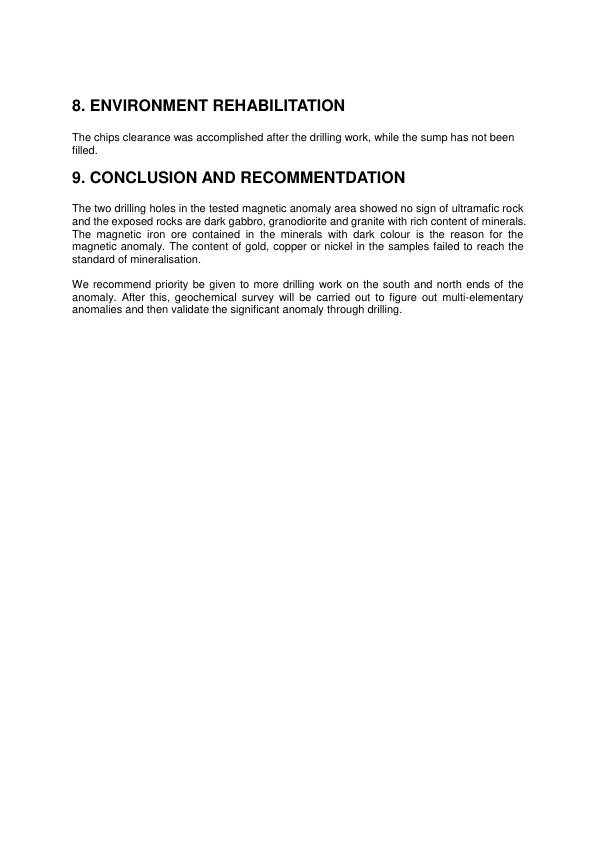 8. ENVIRONMENT REHABILITATION
The chips clearance was accomplished after the drilling work, while the sump has not been
filled.
9. CONCLUSION AND RECOMMENTDATION
The two drilling holes in the tested magnetic anomaly area showed no sign of ultramafic rock
and the exposed rocks are dark gabbro, granodiorite and granite with rich content of minerals.
The magnetic iron ore contained in the minerals with dark colour is the reason for the
magnetic anomaly. The content of gold, copper or nickel in the samples failed to reach the
standard of mineralisation.
We recommend priority be given to more drilling work on the south and north ends of the
anomaly. After this, geochemical survey will be carried out to figure out multi-elementary
anomalies and then validate the significant anomaly through drilling.